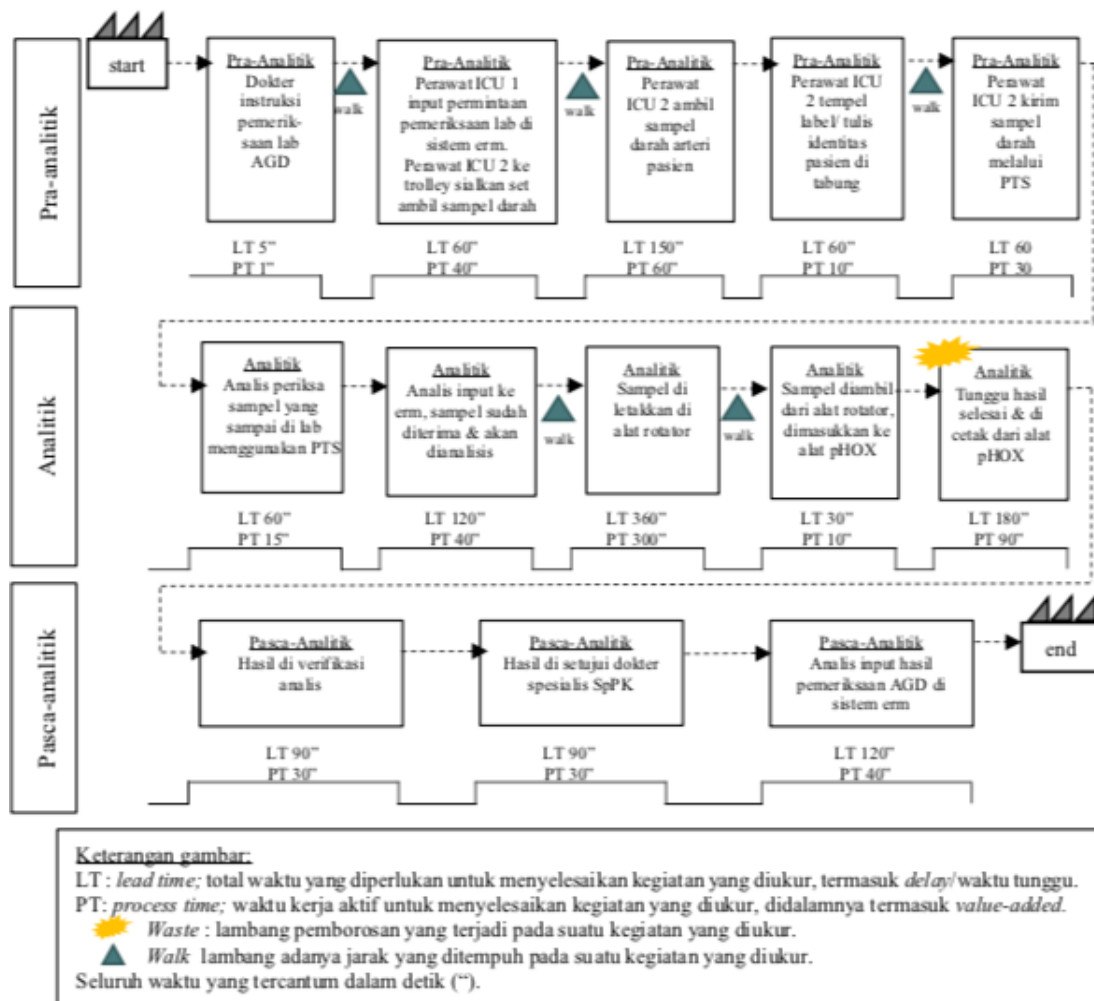 Pra-analitik
start
Pra-Analitik
Dokter
instruksi
pemerik-
saan lab
AGD
walk
Pra-Analitik
Perawat ICU 1
input permintaan
pemeriksaan lab di
sistem erm.
Perawat ICU 2 ke
trolley sialkan set
ambil sampel darah
walk
Pra-Analitik
Perawat
ICU 2 ambil
sampel
darah arteri
pasien
Pra-Analitik
Perawat ICU
2 tempel
label/ tulis
identitas
pasien di
tabung
walk
Pra-Analitik
Perawat
ICU 2 kirim
sampel
darah
melalui
PTS
LT 5”
PT 1”
LT 60”
PT 40”
LT 150”
PT 60”
LT 60”
PT 10”
LT 60
PT 30
Analitik
Analitik
Analis periksa
sampel yang
sampai di lab
menggunakan PTS
Analitik
Analis input ke
erm, sampel sudah
diterima & akan
dianalisis
walk
Analitik
Sampel di
letakkan di
alat rotator
walk
Analitik
Sampel diambil
dari alat rotator,
dimasukkan ke
alat pHOX
Analitik
Tunggu hasil
selesai & di
cetak dari alat
pHOX
LT 60”
PT 15”
LT 120”
PT 40”
LT 360”
PT 300”
LT 30”
PT 10”
LT 180”
PT 90”
Pasca-analitik
Pasca-Analitik
Hasil di verifikasi
analis
Pasca-Analitik
Hasil di setujui dokter
spesialis SpPK
Pasca-Analitik
Analis input hasil
pemeriksaan AGD di
sistem erm
end
LT 90”
PT 30”
LT 90”
PT 30”
LT 120”
PT 40”
Keterangan gambar:
LT : lead time; total waktu yang diperlukan untuk menyelesaikan kegiatan yang diukur, termasuk delay/waktu tunggu.
PT: process time; waktu kerja aktif untuk menyelesaikan kegiatan yang diukur, didalamnya termasuk value-added.
Waste : lambang pemborosan yang terjadi pada suatu kegiatan yang diukur.
Walk lambang adanya jarak yang ditempuh pada suatu kegiatan yang diukur.
Seluruh waktu yang tercantum dalam detik (“).